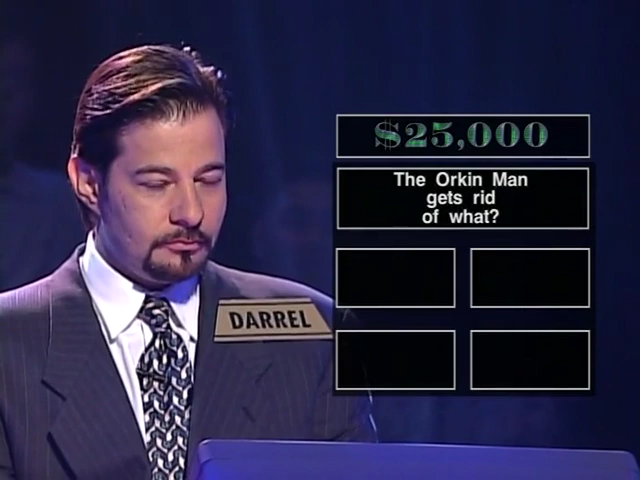 $25,000
The Orkin Man
gets rid
of what?
DARREL